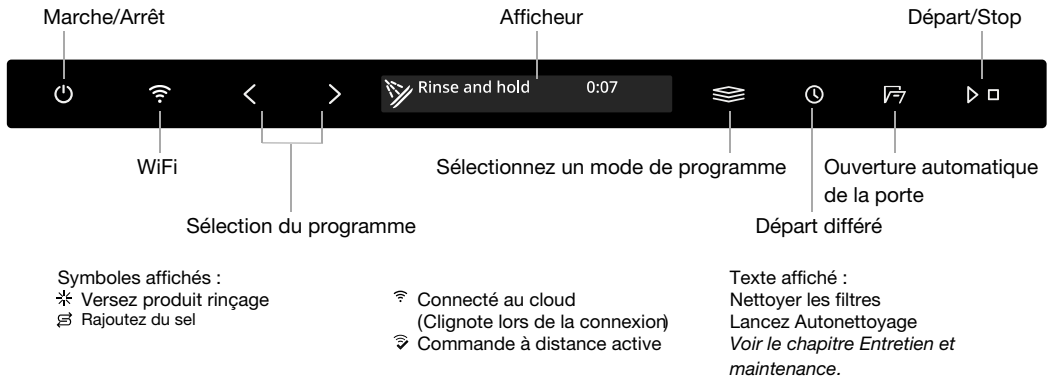 Marche/Arrêt
Afficheur
Départ/Stop
Rinse and hold 0:07
WiFi
Sélectionnez un mode de programme
Ouverture automatique
de la porte
Sélection du programme
Départ différé
Symboles affichés :
Versez produit rinçage
Rajoutez du sel
Connecté au cloud
(Clignote lors de la connexion)
Commande à distance active
Texte affiché :
Nettoyer les filtres
Lancez Autonettoyage
Voir le chapitre Entretien et
maintenance.